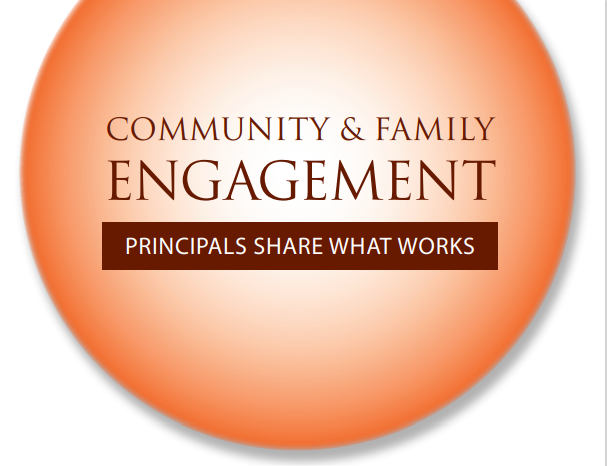 COMMUNITY & FAMILY
ENGAGEMENT
PRINCIPALS SHARE WHAT WORKS